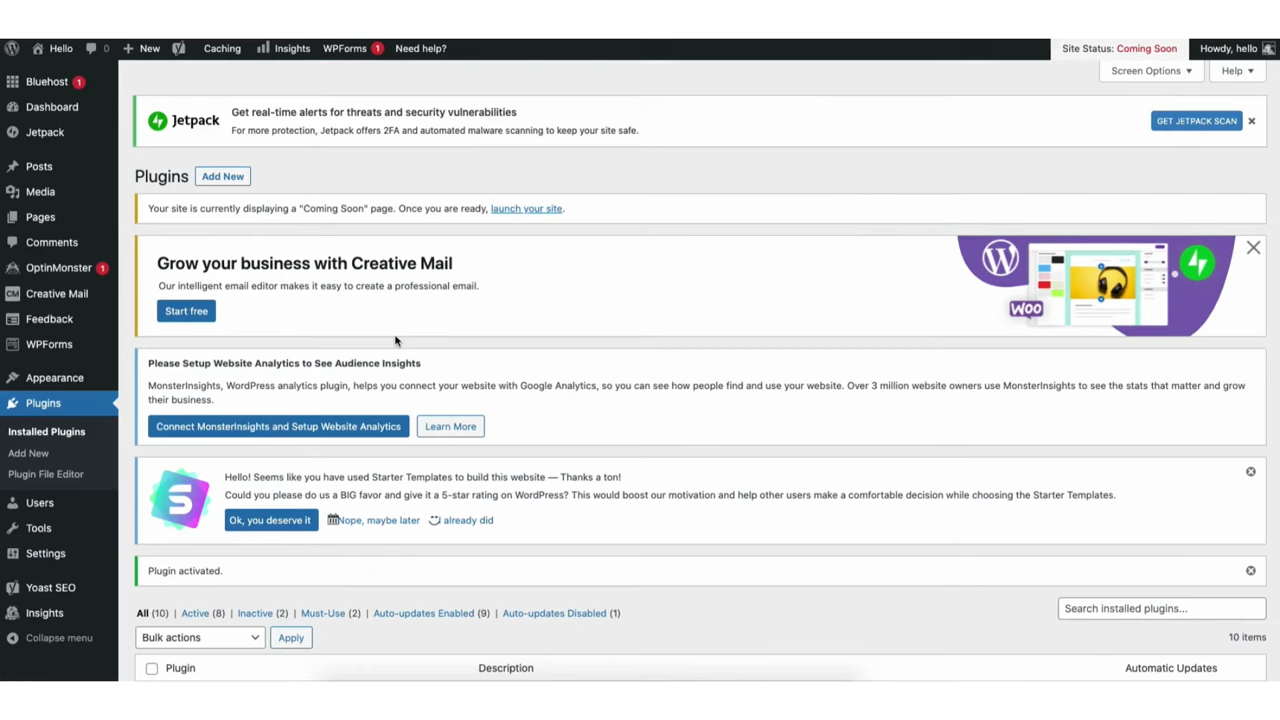 Hello 0 New Caching Insights WPForms 1 Need help? Site Status: Coming Soon Howdy, hello
Screen Options Help
Bluehost 1
Dashboard
Jetpack
Posts
Media
Pages
Comments
OptinMonster 1
CM Creative Mail
Feedback
WPForms
Appearance
Plugins
Installed Plugins
Add New
Plugin File Editor
Users
Tools
Settings
Yoast SEO
Insights
Collapse menu
Jetpack
Get real-time alerts for threats and security vulnerabilities
For more protection, Jetpack offers 2FA and automated malware scanning to keep your site safe.
GET JETPACK SCAN
Plugins Add New
Your site is currently displaying a "Coming Soon" page. Once you are ready, launch your site.
Grow your business with Creative Mail
Our intelligent email editor makes it easy to create a professional email.
Start free
WOO
Please Setup Website Analytics to See Audience Insights
MonsterInsights, WordPress analytics plugin, helps you connect your website with Google Analytics, so you can see how people find and use your website. Over 3 million website owners use MonsterInsights to see the stats that matter and grow
their business.
Connect MonsterInsights and Setup Website Analytics Learn More
Hello! Seems like you have used Starter Templates to build this website — Thanks a ton!
Could you please do us a BIG favor and give it a 5-star rating on WordPress? This would boost our motivation and help other users make a comfortable decision while choosing the Starter Templates.
Ok, you deserve it Nope, maybe later already did
Plugin activated.
All (10) | Active (8) | Inactive (2) | Must-Use (2) | Auto-updates Enabled (9) | Auto-updates Disabled (1)
Search installed plugins...
Bulk actions Apply
10 items
Plugin Description Automatic Updates